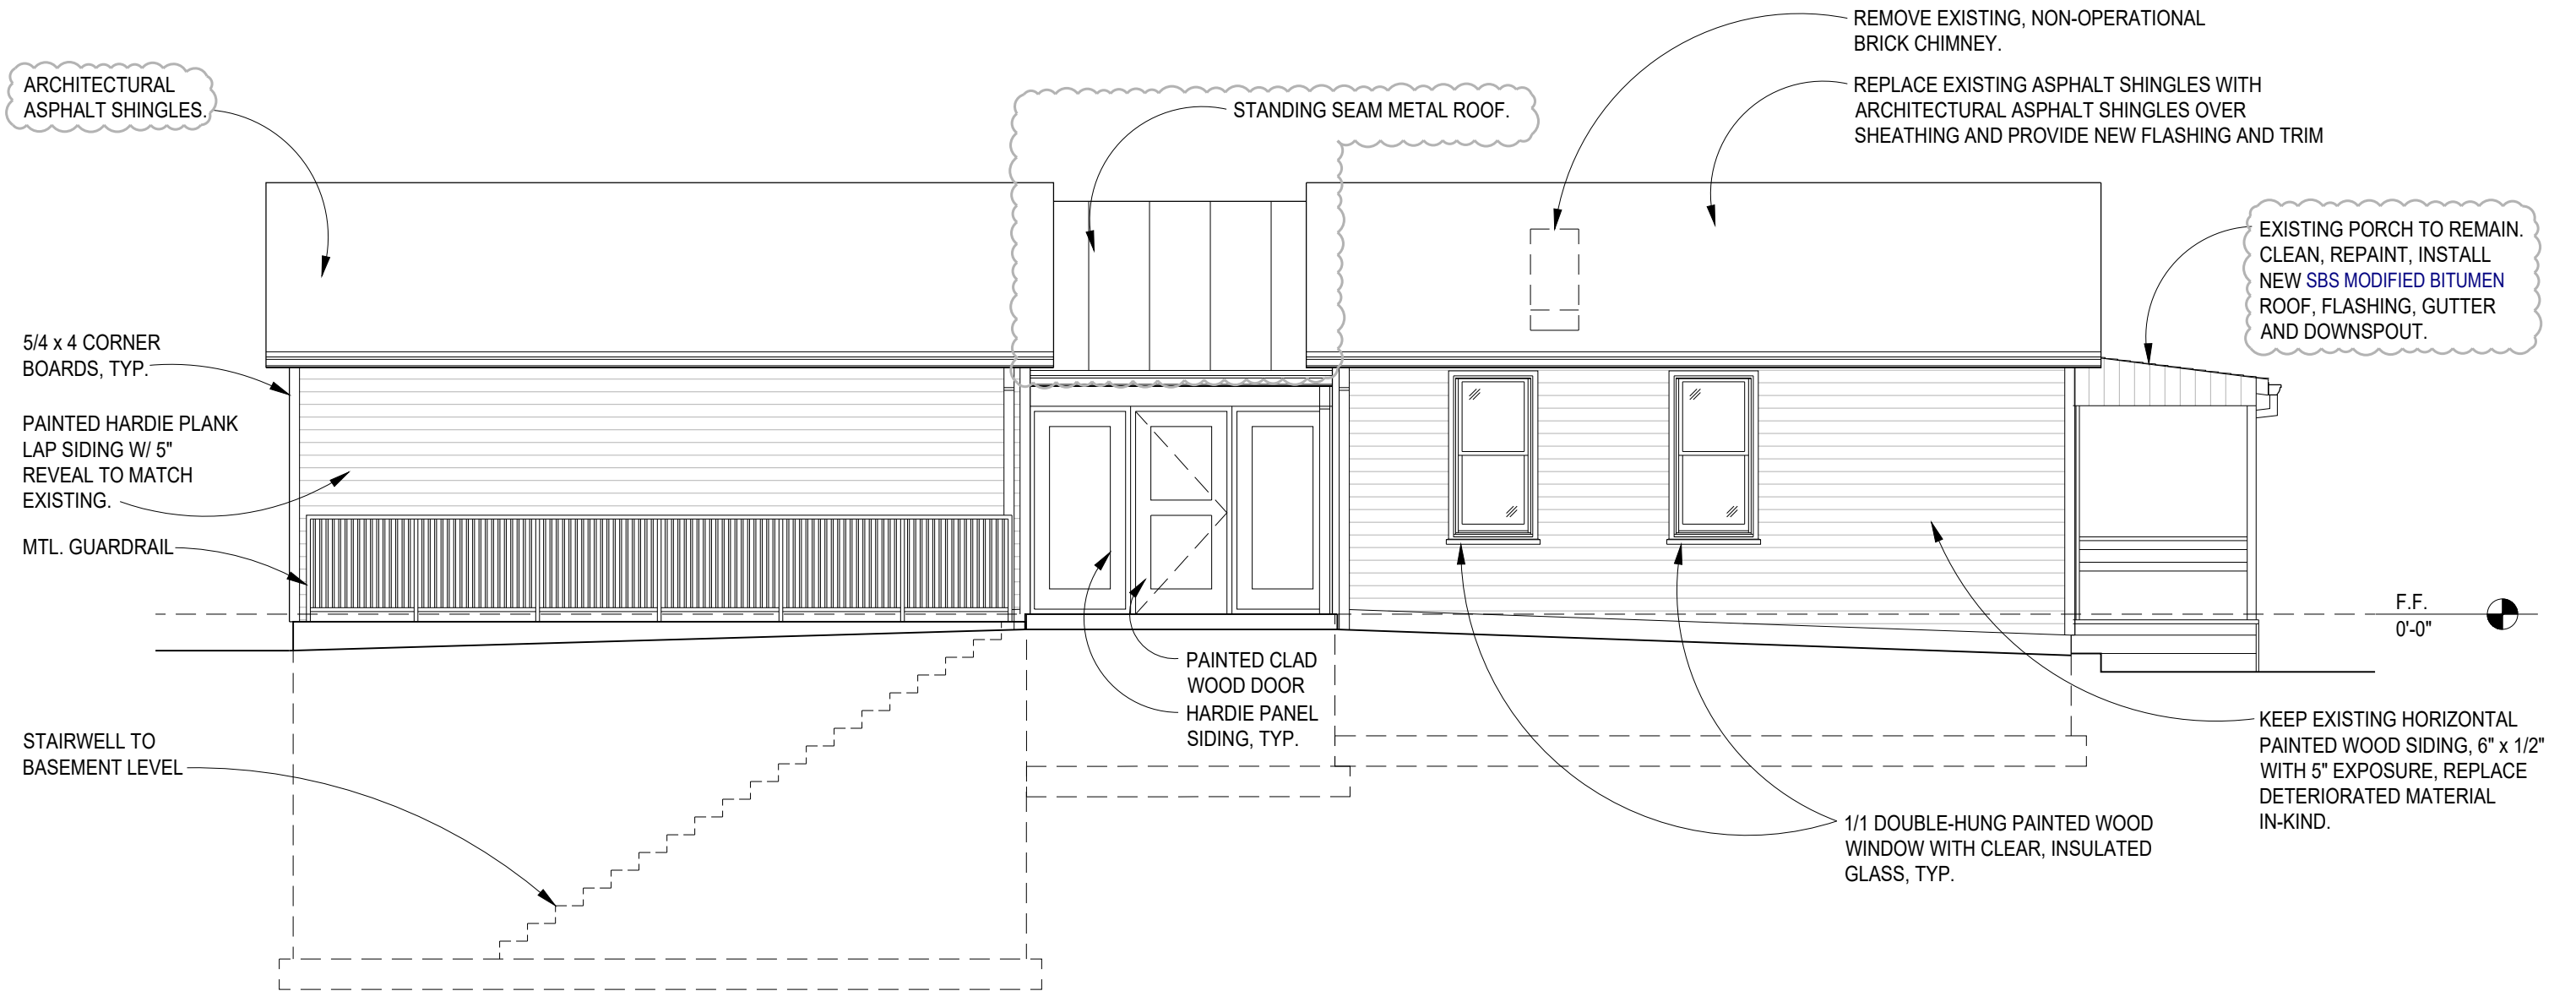 ARCHITECTURAL
ASPHALT SHINGLES.
STANDING SEAM METAL ROOF.
REMOVE EXISTING, NON-OPERATIONAL
BRICK CHIMNEY.
REPLACE EXISTING ASPHALT SHINGLES WITH
ARCHITECTURAL ASPHALT SHINGLES OVER
SHEATHING AND PROVIDE NEW FLASHING AND TRIM
EXISTING PORCH TO REMAIN.
CLEAN, REPAINT, INSTALL
NEW SBS MODIFIED BITUMEN
ROOF, FLASHING, GUTTER
AND DOWNSPOUT.
5/4 x 4 CORNER
BOARDS, TYP.
PAINTED HARDIE PLANK
LAP SIDING W/ 5"
REVEAL TO MATCH
EXISTING.
MTL. GUARDRAIL
F.F.
0'-0"
PAINTED CLAD
WOOD DOOR
HARDIE PANEL
SIDING, TYP.
STAIRWELL TO
BASEMENT LEVEL
KEEP EXISTING HORIZONTAL
PAINTED WOOD SIDING, 6" x 1/2"
WITH 5" EXPOSURE, REPLACE
DETERIORATED MATERIAL
IN-KIND.
1/1 DOUBLE-HUNG PAINTED WOOD
WINDOW WITH CLEAR, INSULATED
GLASS, TYP.